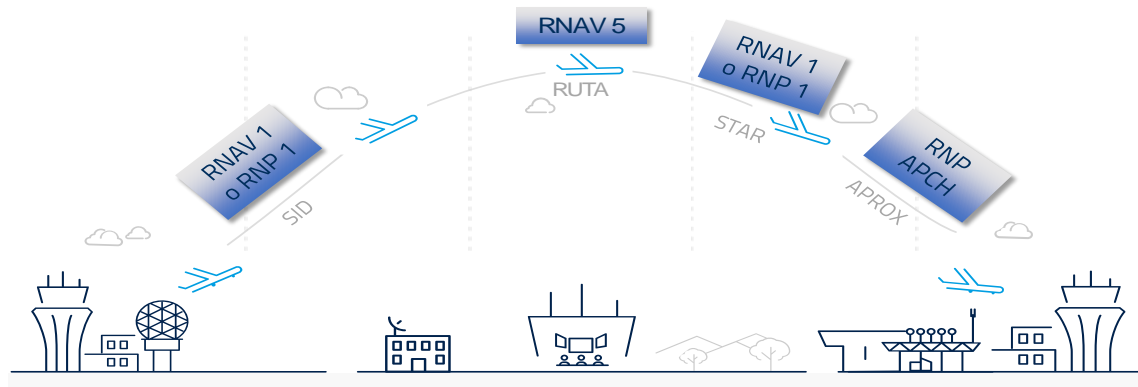 RNAV 1
o RNP 1
SID
RNAV 5
RUTA
RNAV 1
o RNP 1
STAR
RNP
APCH
APROX